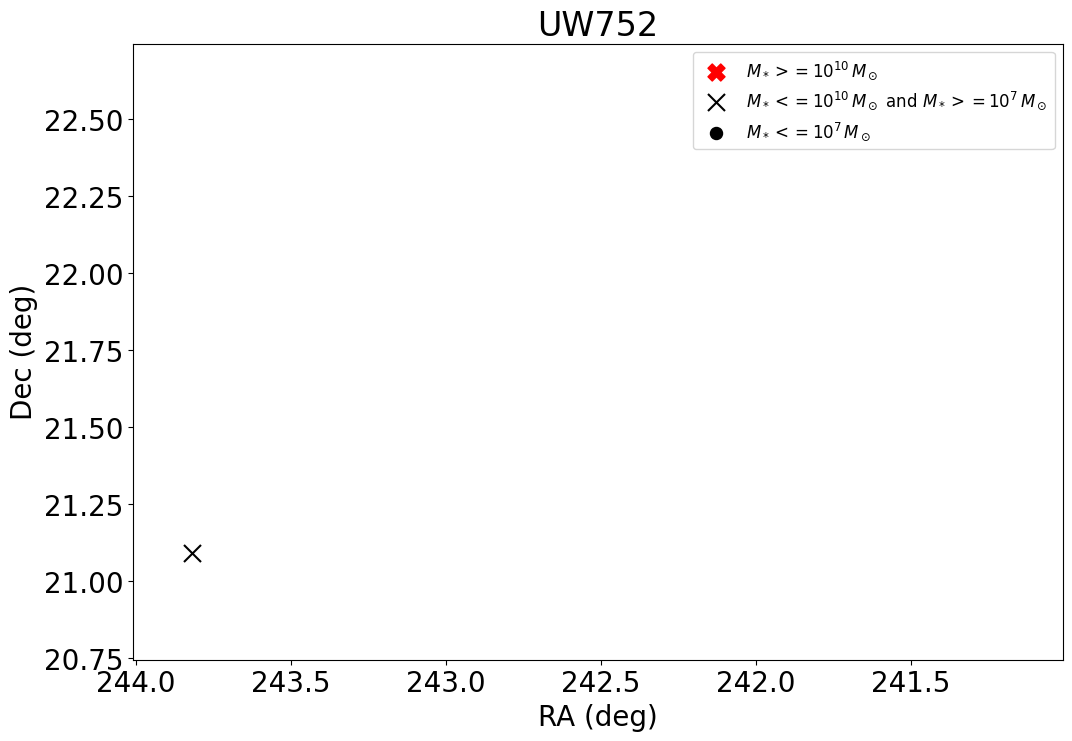 UW752
M* >= 10^10 M⊙
M* <= 10^10 M⊙ and M* >= 10^7 M⊙
M* <= 10^7 M⊙
22.50
22.25
22.00
21.75
21.50
21.25
21.00
20.75
Dec (deg)
244.0 243.5 243.0 242.5 242.0 241.5
RA (deg)